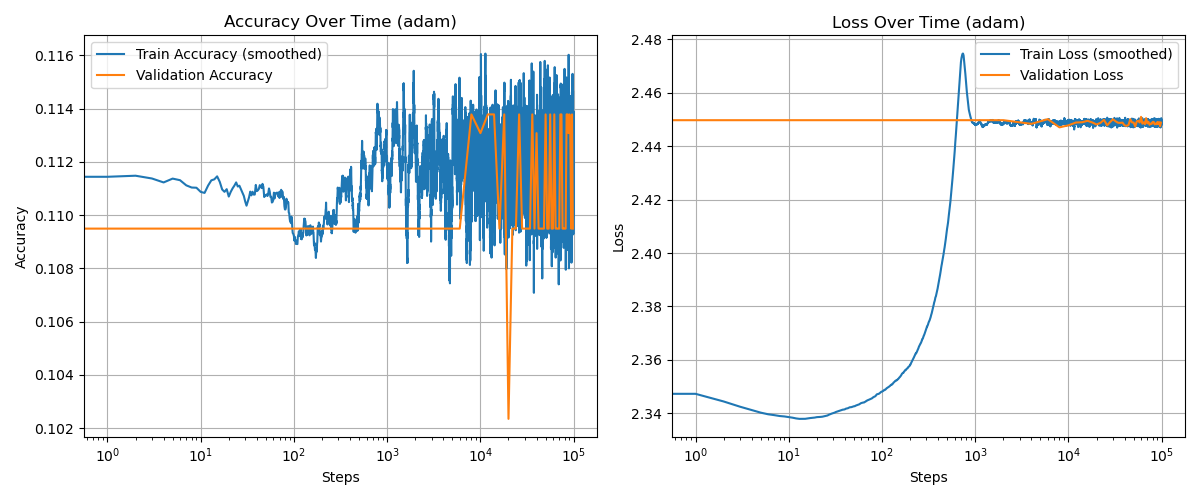 Accuracy Over Time (adam)
Train Accuracy (smoothed)
Validation Accuracy
Accuracy
0.116
0.114
0.112
0.110
0.108
0.106
0.104
0.102
10^0
10^1
10^2
10^3
10^4
10^5
Steps
Loss Over Time (adam)
Train Loss (smoothed)
Validation Loss
Loss
2.48
2.46
2.44
2.42
2.40
2.38
2.36
2.34
10^0
10^1
10^2
10^3
10^4
10^5
Steps